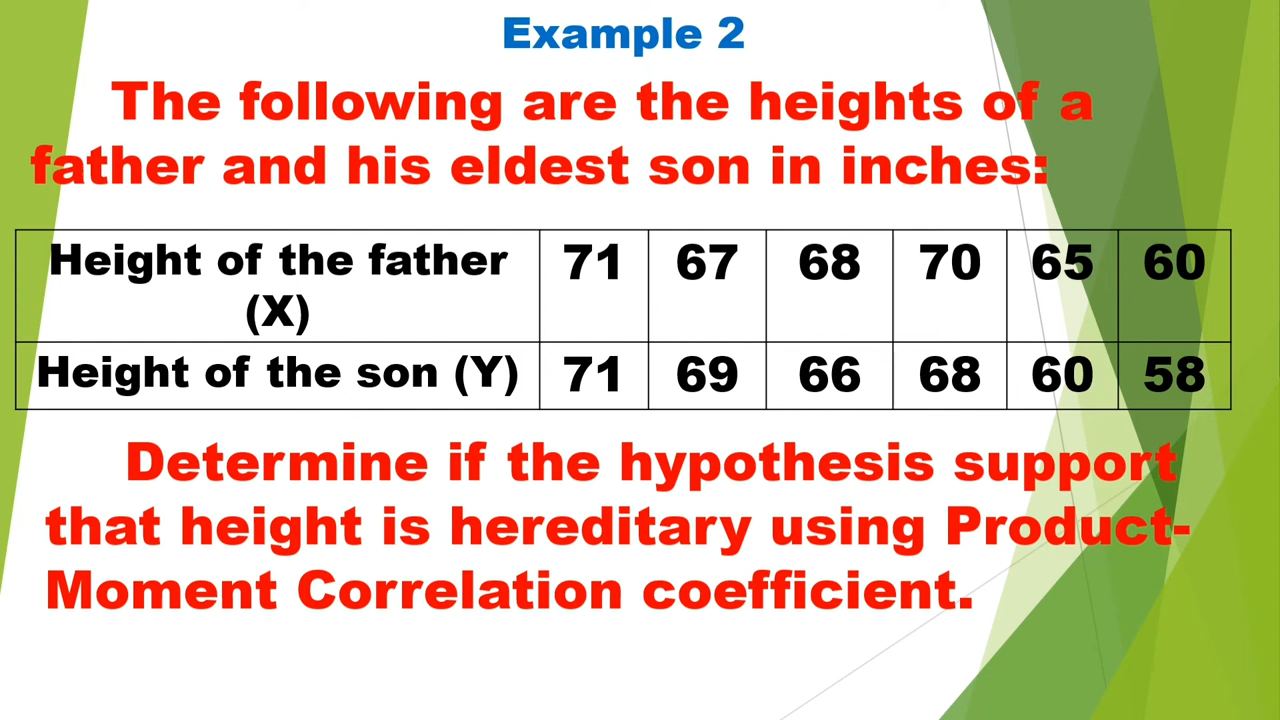 Example 2
The following are the heights of a
father and his eldest son in inches:
Height of the father (X) 71 67 68 70 65 60
Height of the son (Y) 71 69 66 68 60 58
Determine if the hypothesis support
that height is hereditary using Product-
Moment Correlation coefficient.